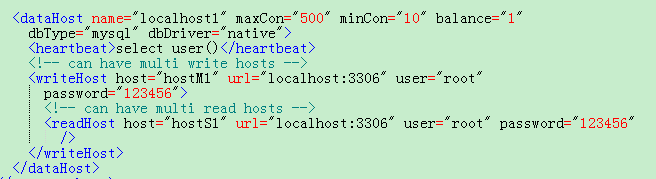 <dataHost name="localhost1" maxCon="500" minCon="10" balance="1"
dbType="mysql" dbDriver="native">
<heartbeat>select user()</heartbeat>
<!-- can have multi write hosts -->
<writeHost host="hostM1" url="localhost:3306" user="root"
password="123456">
<!-- can have multi read hosts -->
<readHost host="hostS1" url="localhost:3306" user="root" password="123456"
/>
</writeHost>
</dataHost>